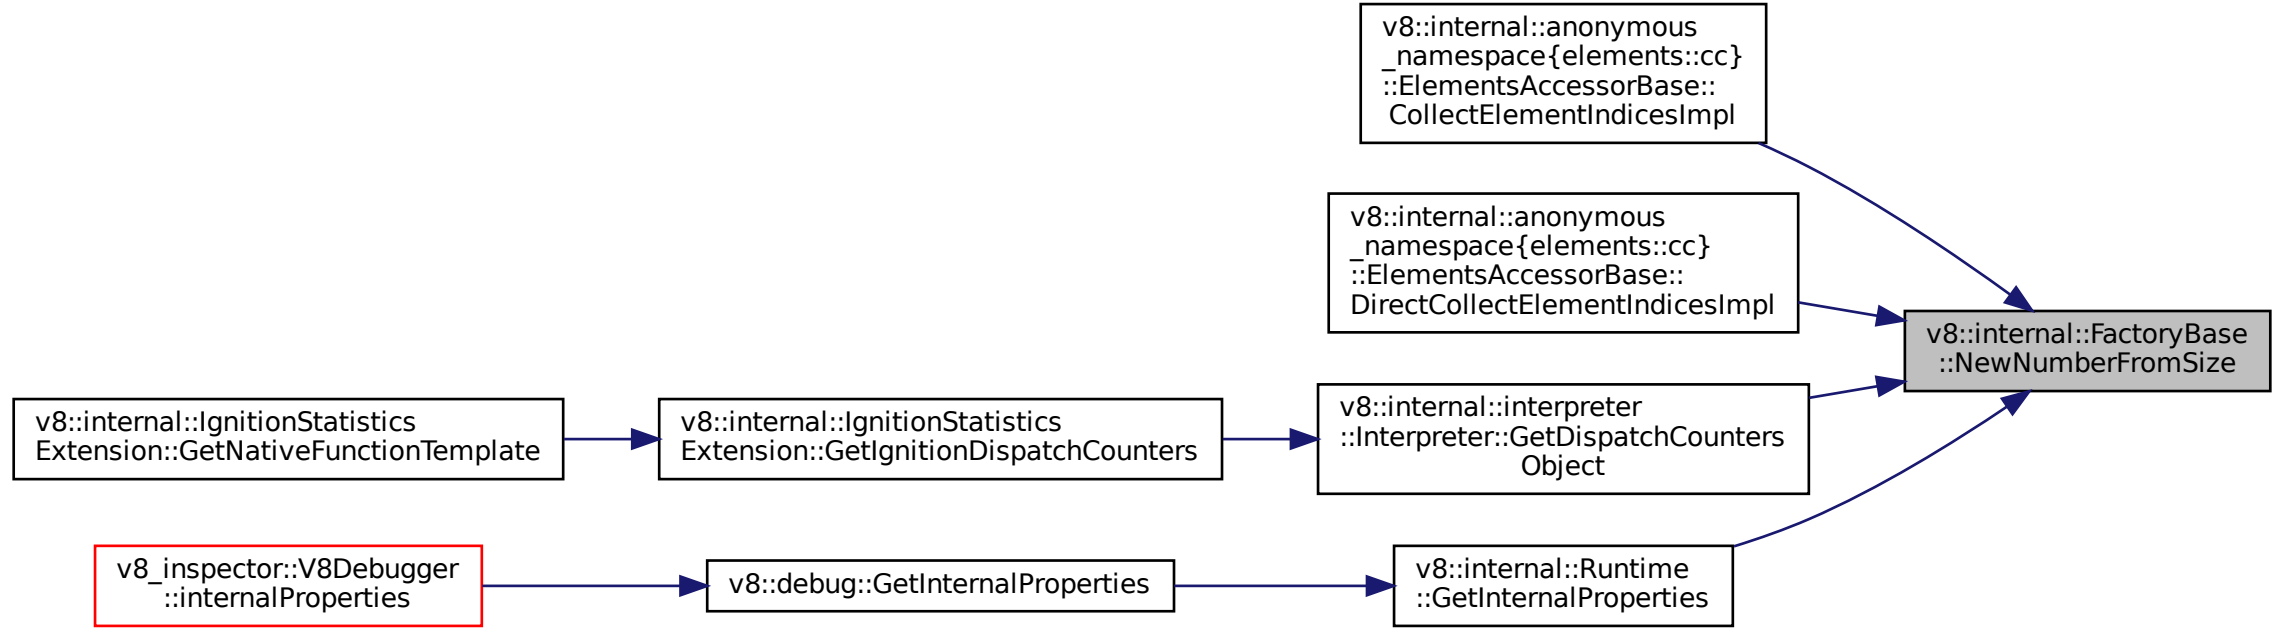 v8::internal::anonymous
_namespace{elements::cc}
::ElementsAccessorBase::
CollectElementIndicesImpl
v8::internal::anonymous
_namespace{elements::cc}
::ElementsAccessorBase::
DirectCollectElementIndicesImpl
v8::internal::FactoryBase
::NewNumberFromSize
v8::internal::IgnitionStatistics
Extension::GetNativeFunctionTemplate
v8::internal::IgnitionStatistics
Extension::GetIgnitionDispatchCounters
v8::internal::interpreter
::Interpreter::GetDispatchCounters
Object
v8_inspector::V8Debugger
::internalProperties
v8::debug::GetInternalProperties
v8::internal::Runtime
::GetInternalProperties